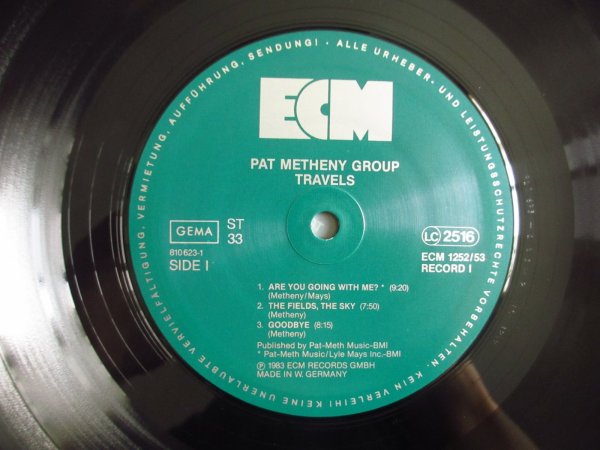 KEIN VERLEIH! KEINE UNERLAUBTE VERVIELFÄLTIGUNG, VERMIETUNG, AUFFÜHRUNG, SENDUNG! · ALLE URHEBER- UND LEISTUNGSSCHUTZRECHTE VORBEHALTEN.
ECM
PAT METHENY GROUP
TRAVELS
GEMA
ST
33
810 623-1
SIDE I
LC 2516
ECM 1252/53
RECORD I
1. ARE YOU GOING WITH ME? * (9:20)
(Metheny/Mays)
2. THE FIELDS, THE SKY (7:50)
(Metheny)
3. GOODBYE (8:15)
(Metheny)
Published by Pat-Meth Music-BMI
* Pat-Meth Music/Lyle Mays Inc.-BMI
Ⓟ 1983 ECM RECORDS GMBH
MADE IN W. GERMANY